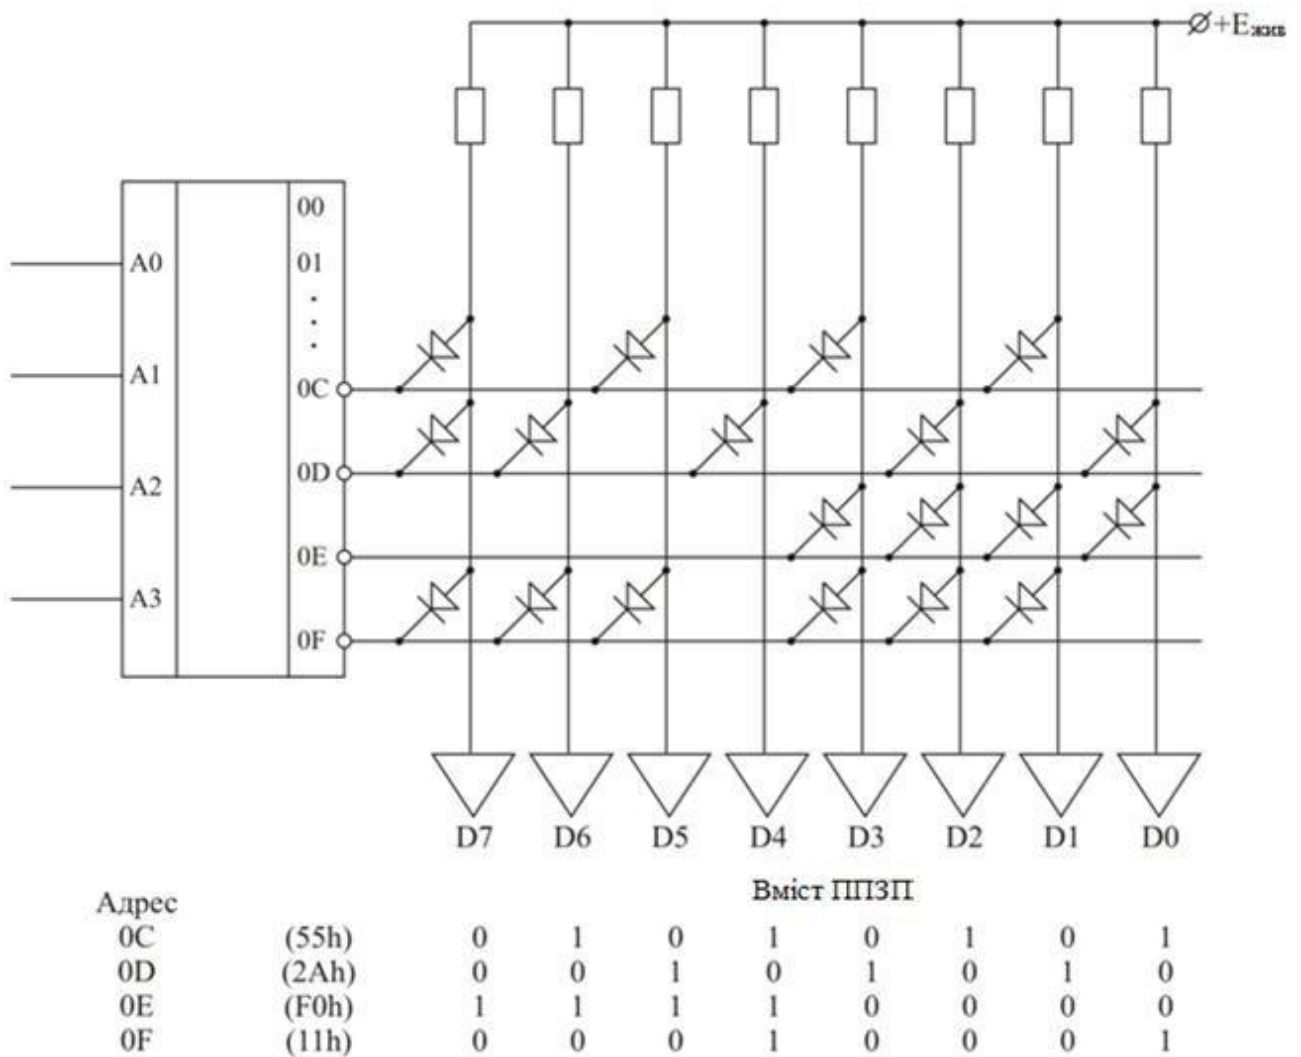 +Eжив
00
A0 01
A1
0C
0D
A2
0E
A3
0F
D7 D6 D5 D4 D3 D2 D1 D0
Вміст ППЗП
Адрес
0C (55h) 0 1 0 1 0 1 0 1
0D (2Ah) 0 0 1 0 1 0 1 0
0E (F0h) 1 1 1 1 0 0 0 0
0F (11h) 0 0 0 1 0 0 0 1